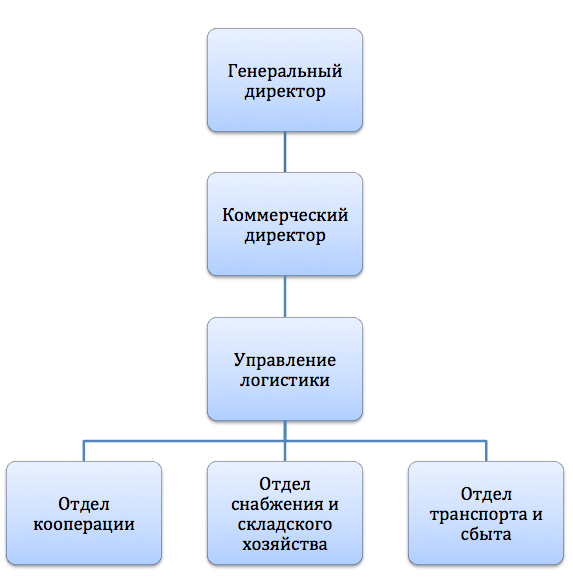 Генеральный
директор
Коммерческий
директор
Управление
логистики
Отдел
кооперации
Отдел
снабжения и
складского
хозяйства
Отдел
транспорта и
сбыта